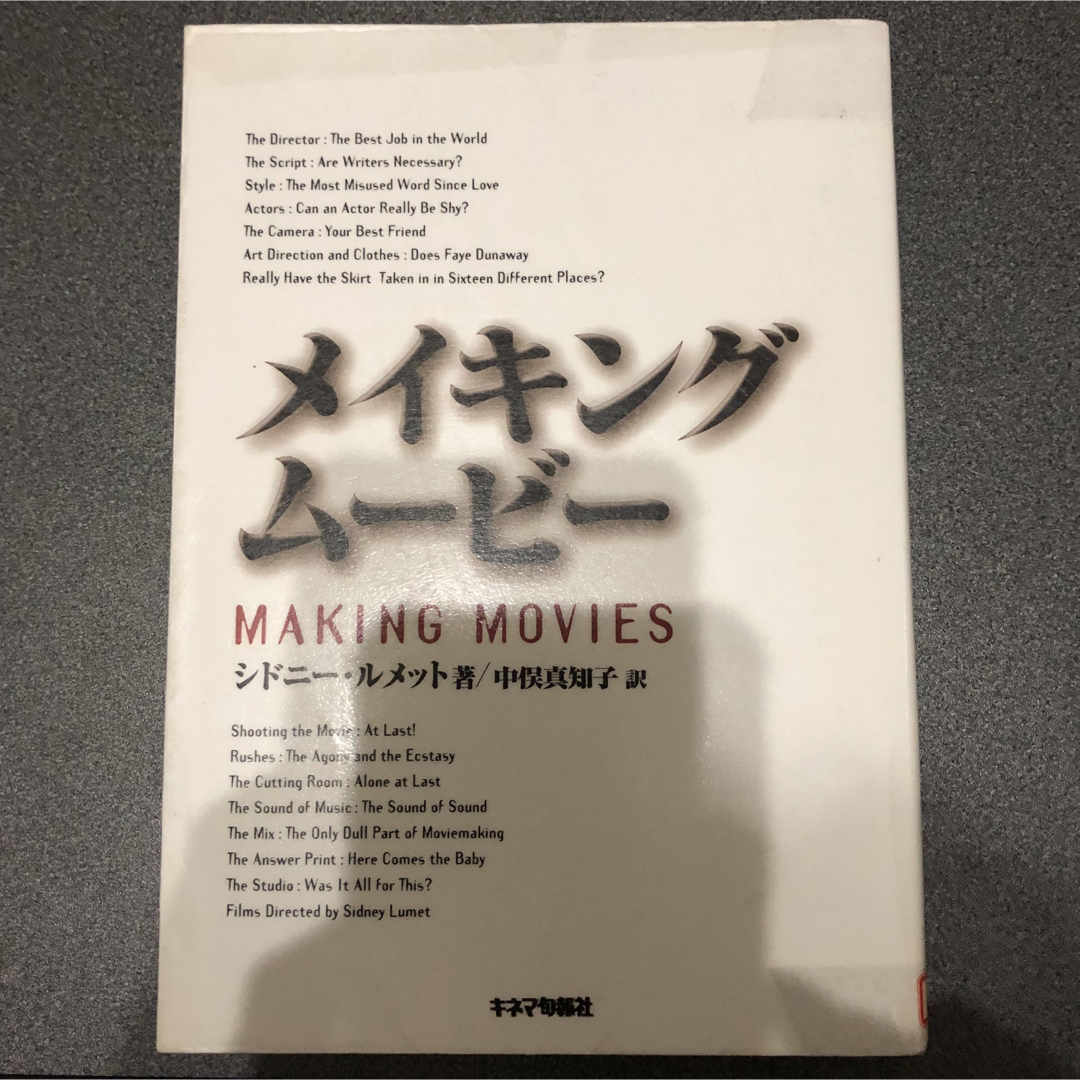 The Director : The Best Job in the World
The Script : Are Writers Necessary?
Style : The Most Misused Word Since Love
Actors : Can an Actor Really Be Shy?
The Camera : Your Best Friend
Art Direction and Clothes : Does Faye Dunaway
Really Have the Skirt Taken in in Sixteen Different Places?
メイキング
ムービー
MAKING MOVIES
シドニー・ルメット 著/中俣真知子 訳
Shooting the Movie : At Last!
Rushes : The Agony and the Ecstasy
The Cutting Room : Alone at Last
The Sound of Music : The Sound of Sound
The Mix : The Only Dull Part of Moviemaking
The Answer Print : Here Comes the Baby
The Studio : Was It All for This?
Films Directed by Sidney Lumet
キネマ旬報社